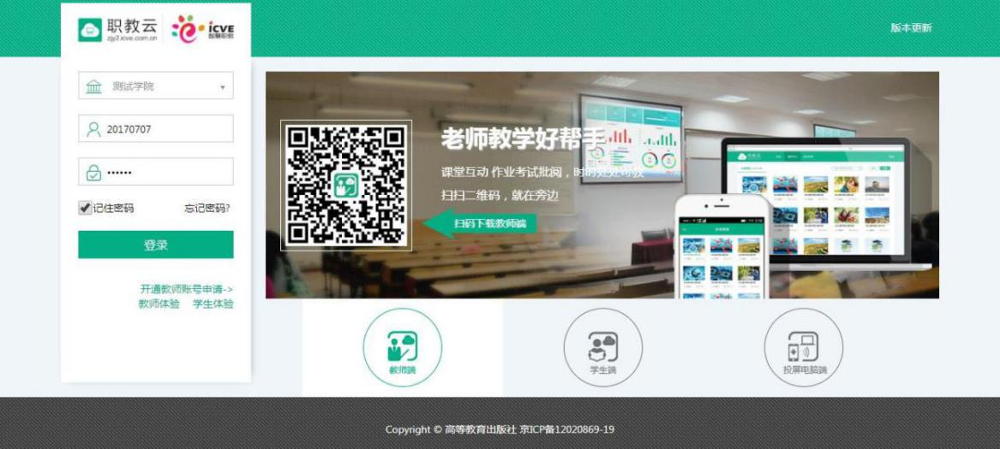 职教云
zjy2.icve.com.cn
icve
智慧职教
版本更新
测试学院
20170707
••••••
记住密码
忘记密码?
登录
开通教师账号申请->
教师体验 学生体验
老师教学好帮手
课堂互动 作业考试批阅，时时处处可教
扫扫二维码，就在旁边
扫码下载教师端
教师端
学生端
投屏电脑端
Copyright © 高等教育出版社 京ICP备12020869-19